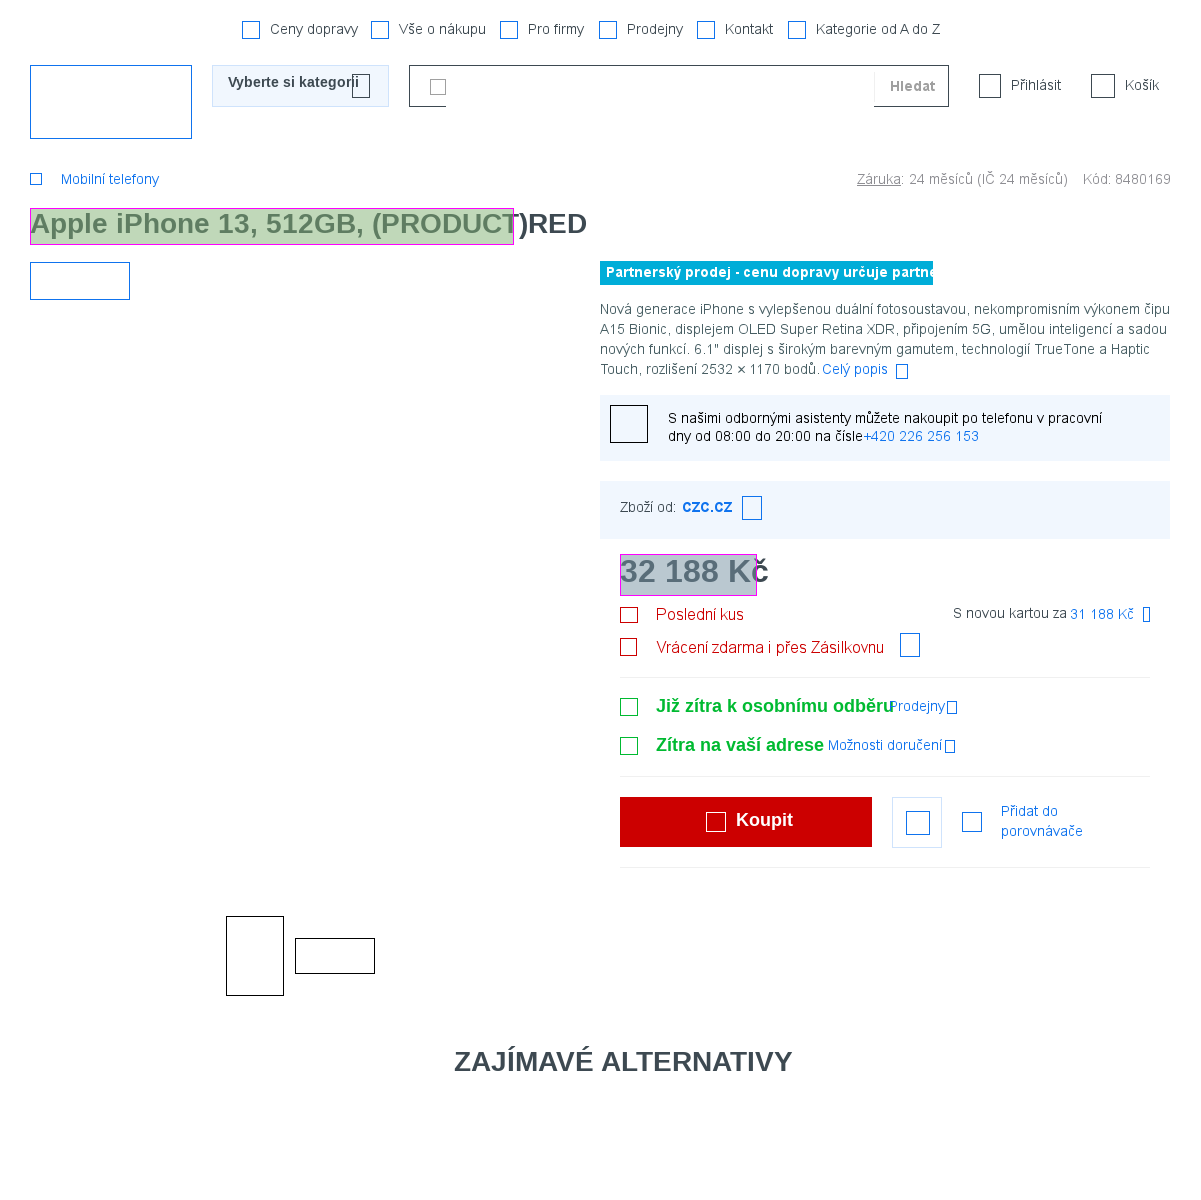 Ceny dopravy Vše o nákupu Pro firmy Prodejny Kontakt Kategorie od A do Z
Vyberte si kategorii Hledat Přihlásit Košík
Mobilní telefony Záruka: 24 měsíců (IČ 24 měsíců) Kód: 8480169
Apple iPhone 13, 512GB, (PRODUCT)RED
Partnerský prodej - cenu dopravy určuje partne
Nová generace iPhone s vylepšenou duální fotosoustavou, nekompromisním výkonem čipu
A15 Bionic, displejem OLED Super Retina XDR, připojením 5G, umělou inteligencí a sadou
nových funkcí. 6.1" displej s širokým barevným gamutem, technologií TrueTone a Haptic
Touch, rozlišení 2532 × 1170 bodů. Celý popis
S našimi odbornými asistenty můžete nakoupit po telefonu v pracovní
dny od 08:00 do 20:00 na čísle +420 226 256 153
Zboží od: czc.cz
32 188 Kč
Poslední kus S novou kartou za 31 188 Kč
Vrácení zdarma i přes Zásilkovnu
Již zítra k osobnímu odběru Prodejny
Zítra na vaší adrese Možnosti doručení
Koupit Přidat do
porovnávače
ZAJÍMAVÉ ALTERNATIVY